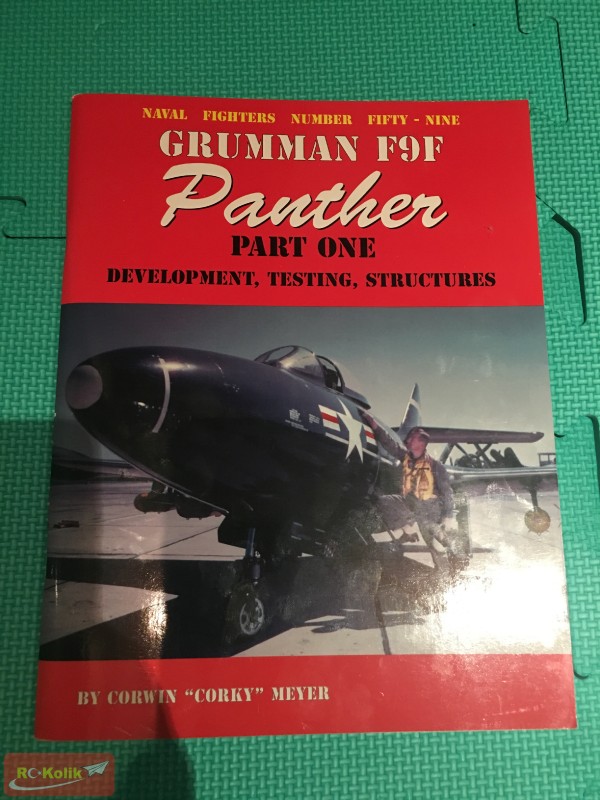 NAVAL FIGHTERS NUMBER FIFTY - NINE
GRUMMAN F9F
Panther
PART ONE
DEVELOPMENT, TESTING, STRUCTURES
BY CORWIN "CORKY" MEYER
RC-Kolik